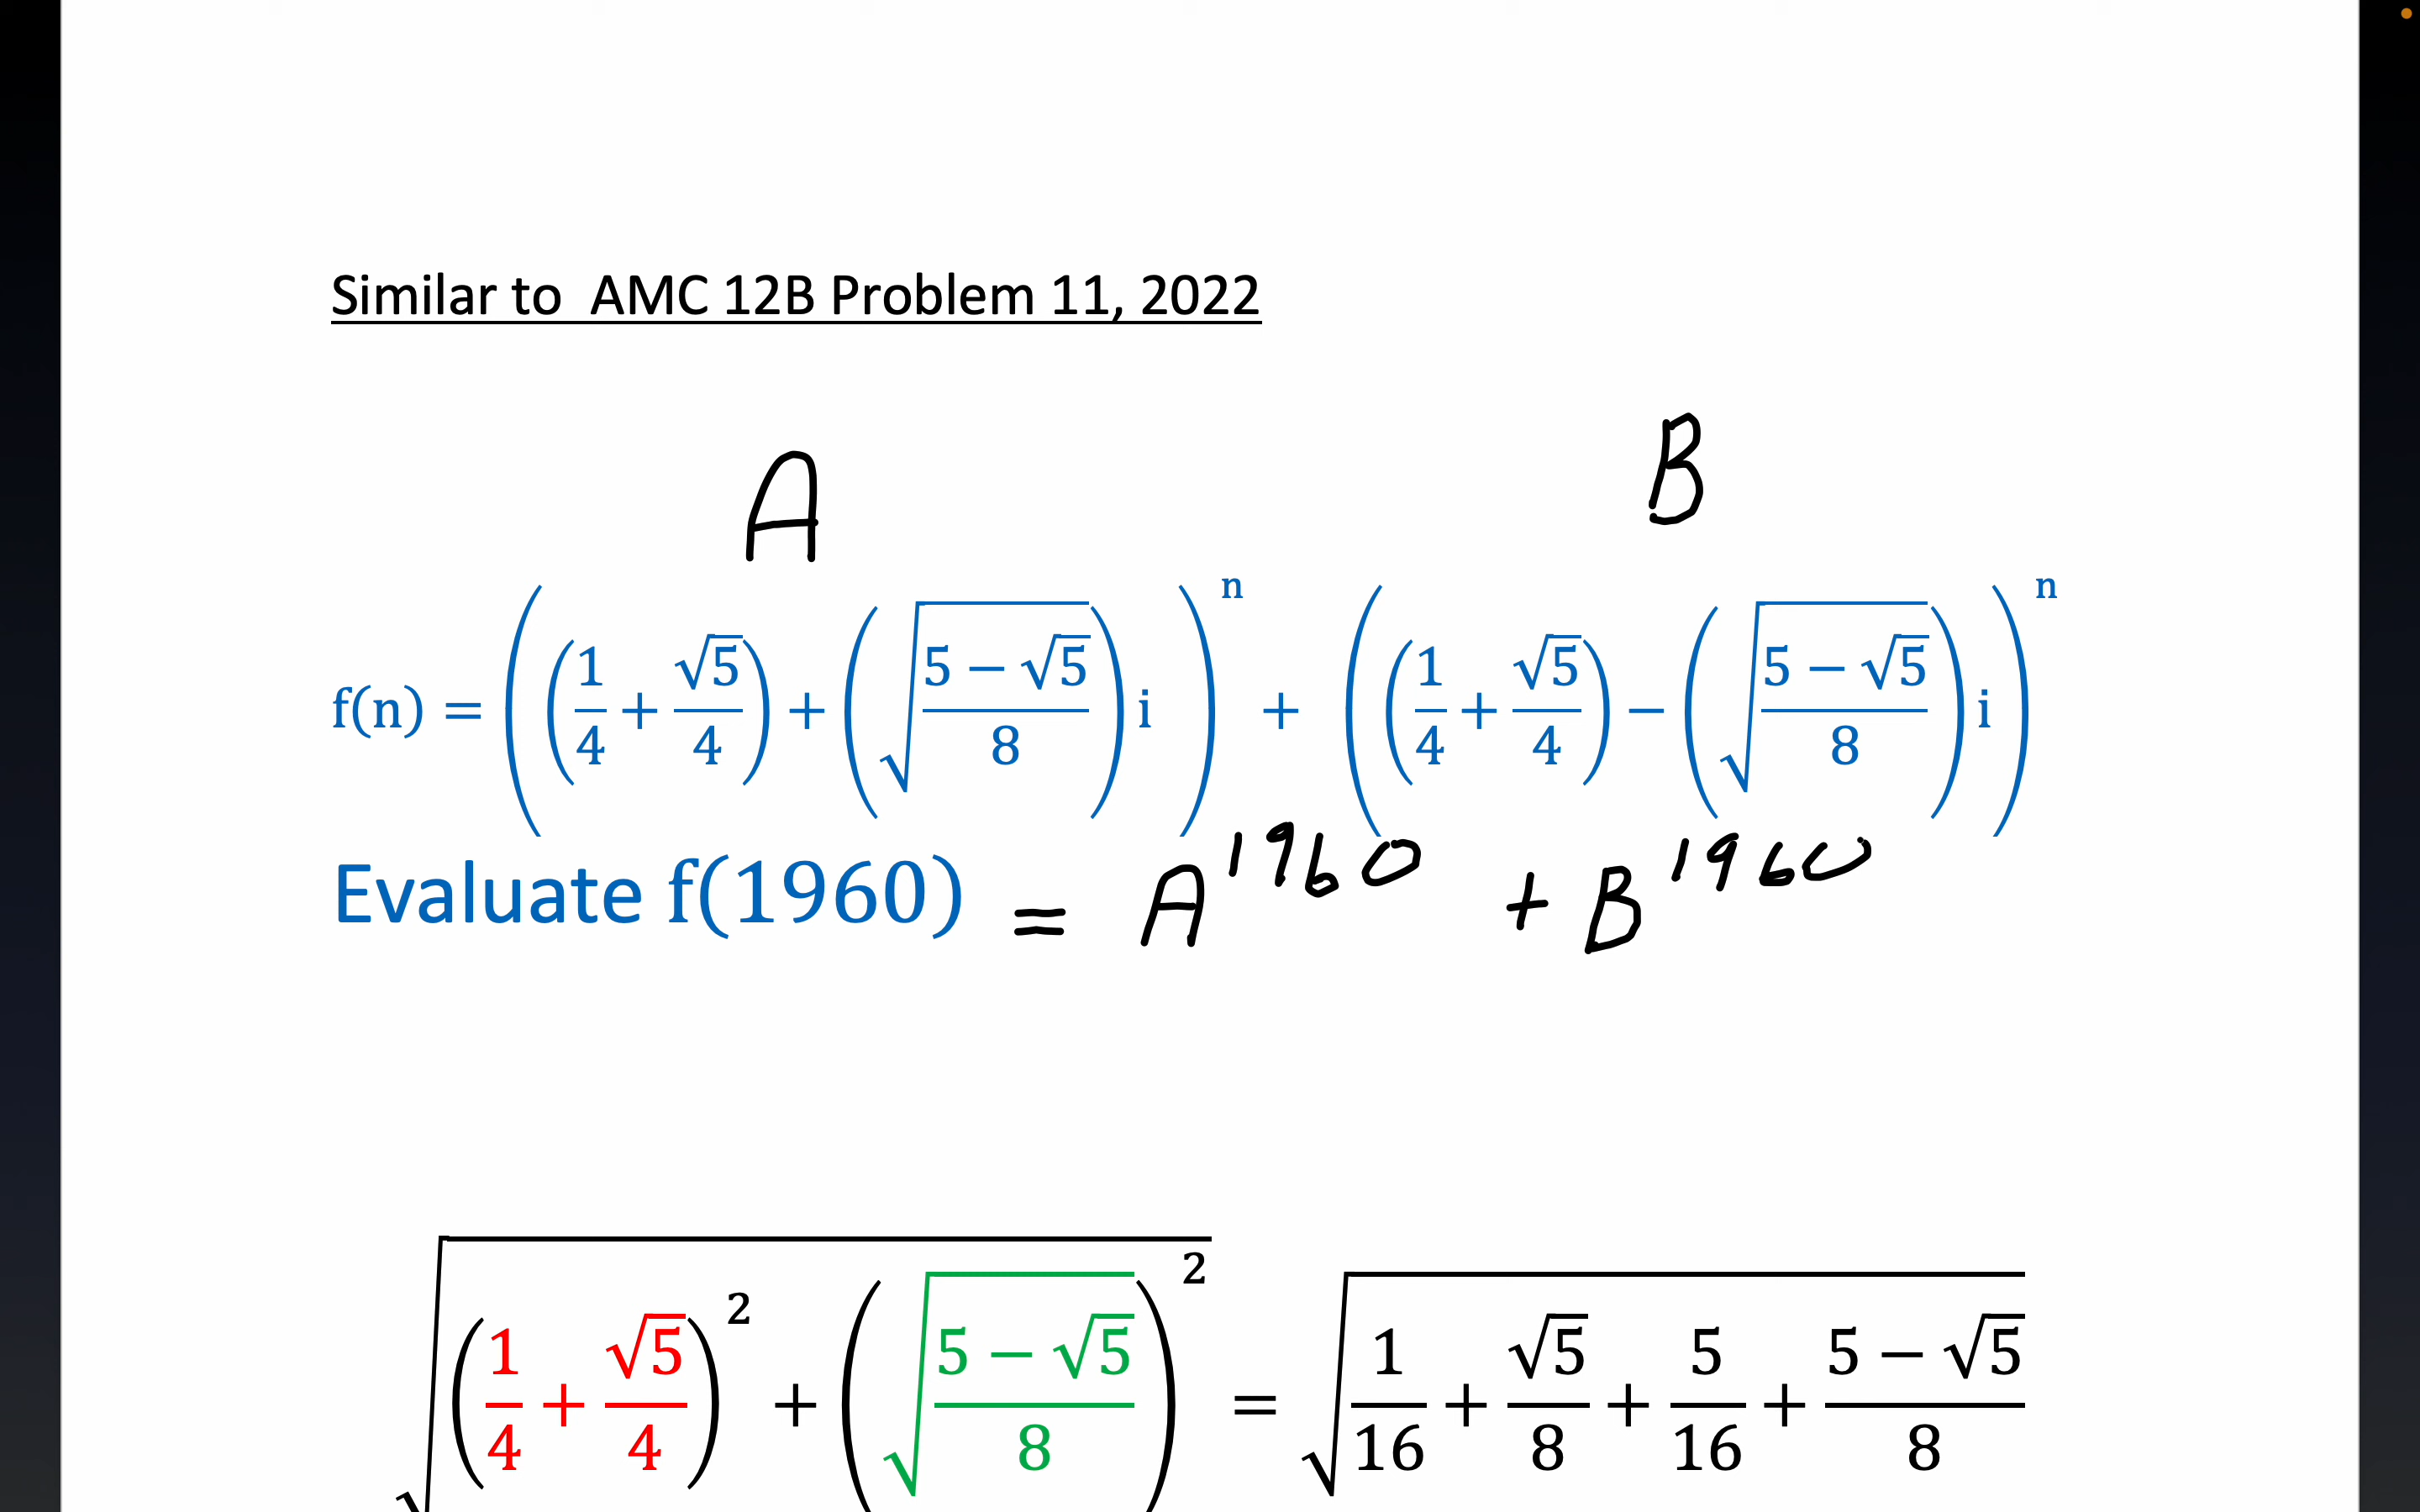 Similar to AMC 12B Problem 11, 2022
A B
f(n) = ((1/4 + √5/4) + (√((5 − √5)/8)) i)^n + ((1/4 + √5/4) − (√((5 − √5)/8)) i)^n
Evaluate f(1960) = A^1960 + B^1960
√((1/4 + √5/4)^2 + (√((5 − √5)/8))^2) = √(1/16 + √5/8 + 5/16 + (5 − √5)/8)